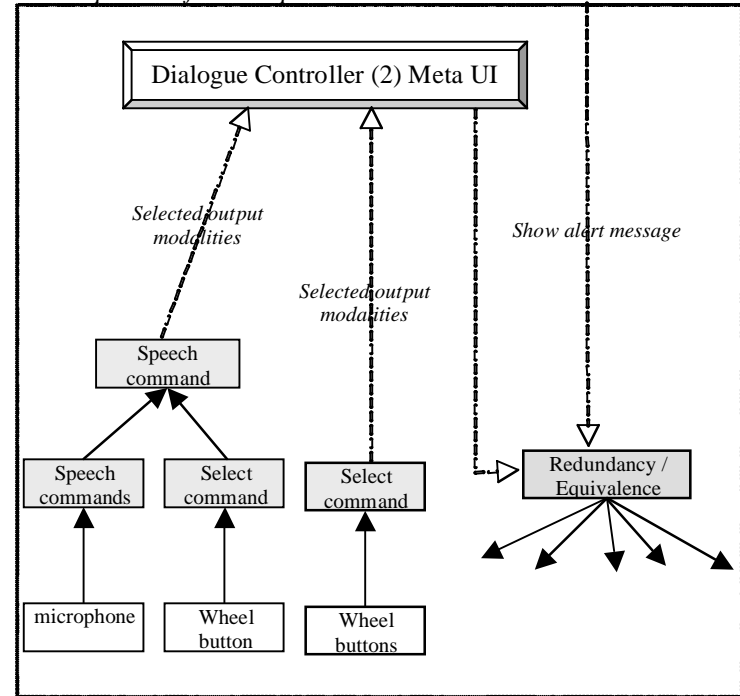 Dialogue Controller (2) Meta UI
Selected output
modalities
Show alert message
Selected output
modalities
Speech
command
Speech
commands
Select
command
Select
command
Redundancy /
Equivalence
microphone
Wheel
button
Wheel
buttons